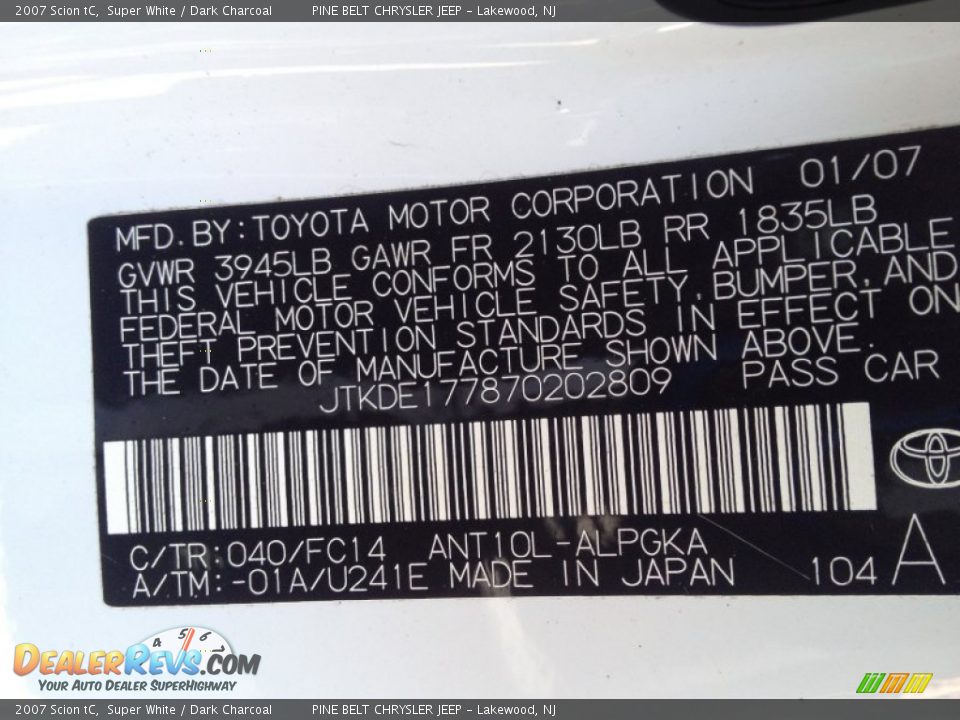 2007 Scion tC, Super White / Dark Charcoal PINE BELT CHRYSLER JEEP - Lakewood, NJ
MFD.BY:TOYOTA MOTOR CORPORATION 01/07
GVWR 3945LB GAWR FR 2130LB RR 1835LB
THIS VEHICLE CONFORMS TO ALL APPLICABLE
FEDERAL MOTOR VEHICLE SAFETY,BUMPER,AND
THEFT PREVENTION STANDARDS IN EFFECT ON
THE DATE OF MANUFACTURE SHOWN ABOVE.
JTKDE177870202809 PASS CAR
C/TR:040/FC14 ANT10L-ALPGKA
A/TM:-01A/U241E MADE IN JAPAN 104 A
4 5 6 7
DEALERREVS.COM
YOUR AUTO DEALER SUPERHIGHWAY
2007 Scion tC, Super White / Dark Charcoal PINE BELT CHRYSLER JEEP - Lakewood, NJ